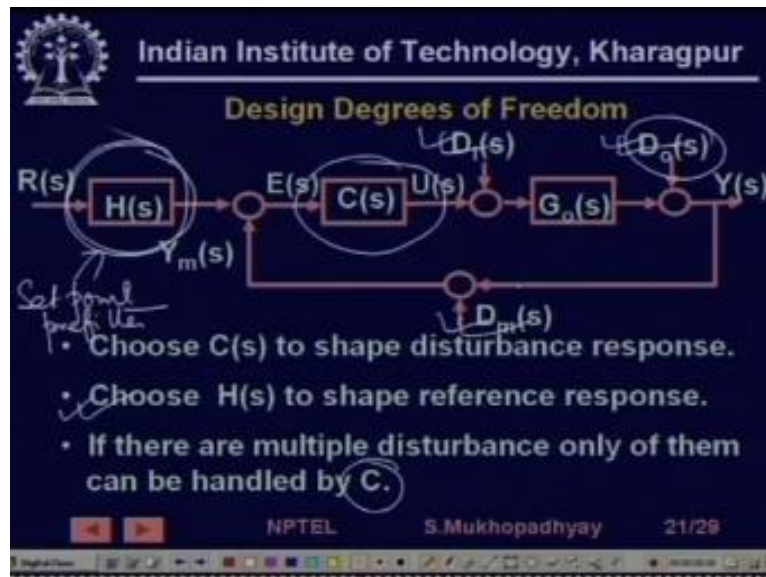 Indian Institute of Technology, Kharagpur
Design Degrees of Freedom
D_i(s) D_o(s)
R(s) H(s) E(s) C(s) U(s) G_o(s) Y(s)
Y_m(s)
Set point
prefilter
D_m(s)
• Choose C(s) to shape disturbance response.
• Choose H(s) to shape reference response.
• If there are multiple disturbance only of them
can be handled by C.
NPTEL S.Mukhopadhyay 21/29